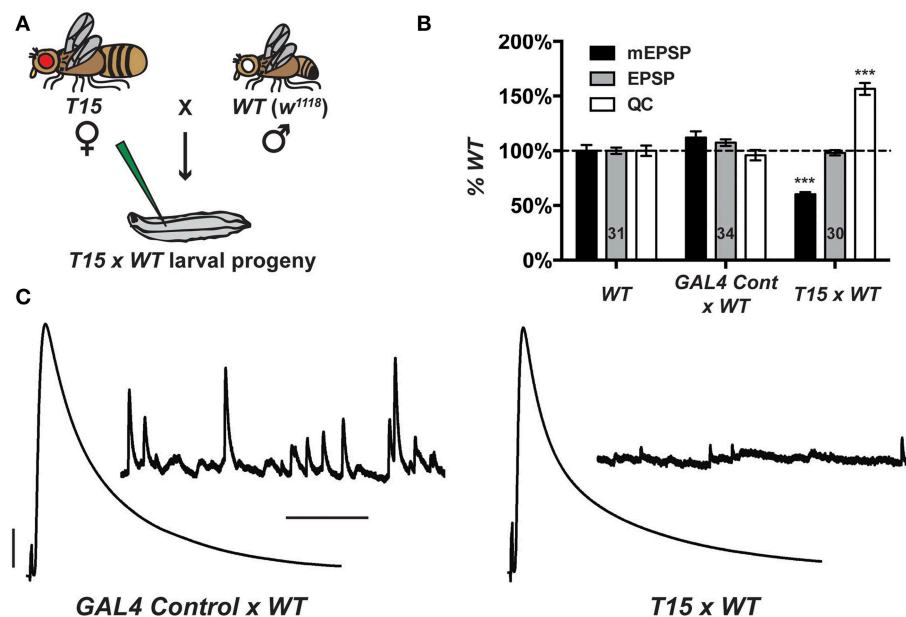 A
T15
X
WT (w1118)
♀
♂
T15 x WT larval progeny
B
200%
150%
100%
50%
0%
% WT
mEPSP
EPSP
QC
***
***
31
34
30
WT
GAL4 Cont
x WT
T15 x WT
C
GAL4 Control x WT
T15 x WT